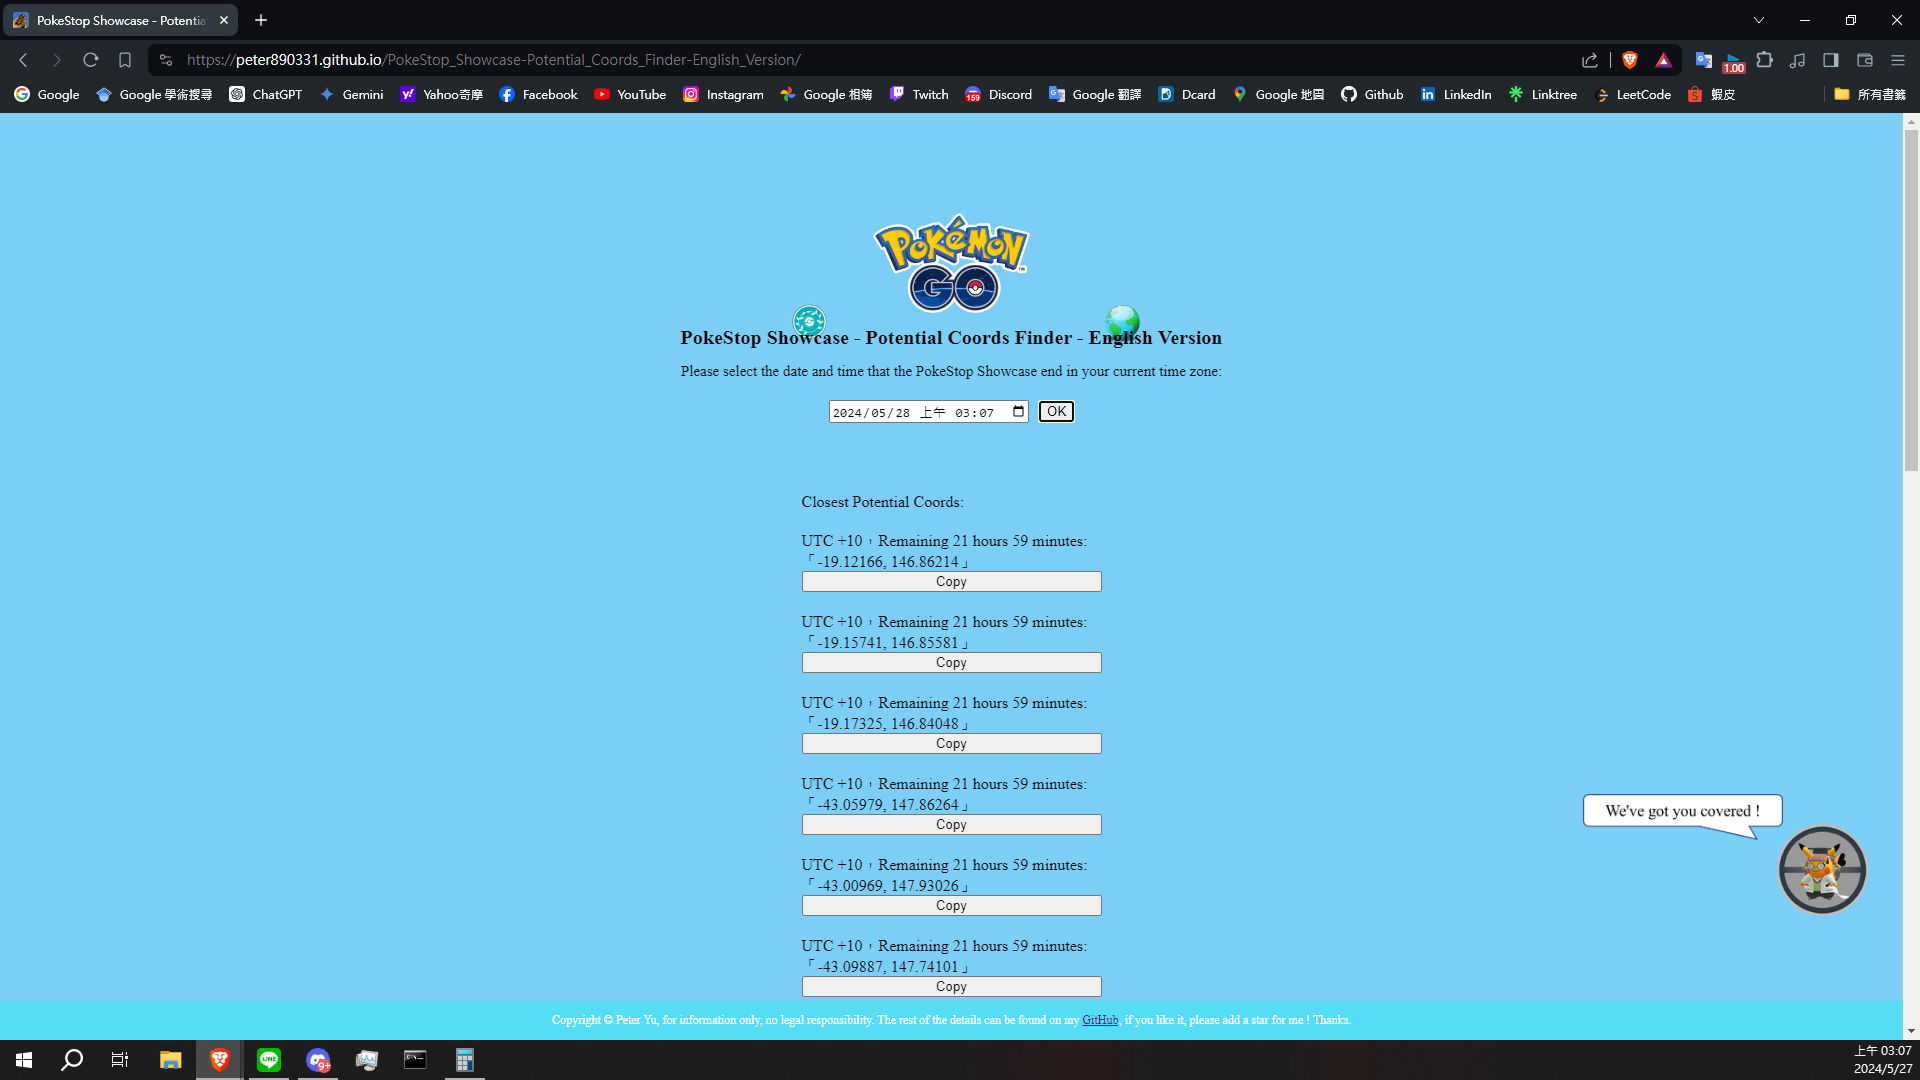 PokeStop Showcase - Potentia
https://peter890331.github.io/PokeStop_Showcase-Potential_Coords_Finder-English_Version/
1.00
Google
Google 學術搜尋
ChatGPT
Gemini
Yahoo奇摩
Facebook
YouTube
Instagram
Google 相簿
Twitch
159
Discord
Google 翻譯
Dcard
Google 地圖
Github
LinkedIn
Linktree
LeetCode
蝦皮
所有書籤
POKéMON
GO
PokeStop Showcase - Potential Coords Finder - English Version
Please select the date and time that the PokeStop Showcase end in your current time zone:
2024/05/28 上午 03:07
OK
Closest Potential Coords:
UTC +10，Remaining 21 hours 59 minutes:
「-19.12166, 146.86214」
Copy
UTC +10，Remaining 21 hours 59 minutes:
「-19.15741, 146.85581」
Copy
UTC +10，Remaining 21 hours 59 minutes:
「-19.17325, 146.84048」
Copy
UTC +10，Remaining 21 hours 59 minutes:
「-43.05979, 147.86264」
Copy
UTC +10，Remaining 21 hours 59 minutes:
「-43.00969, 147.93026」
Copy
UTC +10，Remaining 21 hours 59 minutes:
「-43.09887, 147.74101」
Copy
We've got you covered !
Copyright © Peter Yu, for information only, no legal responsibility. The rest of the details can be found on my GitHub, if you like it, please add a star for me ! Thanks.
LINE
9+
上午 03:07
2024/5/27